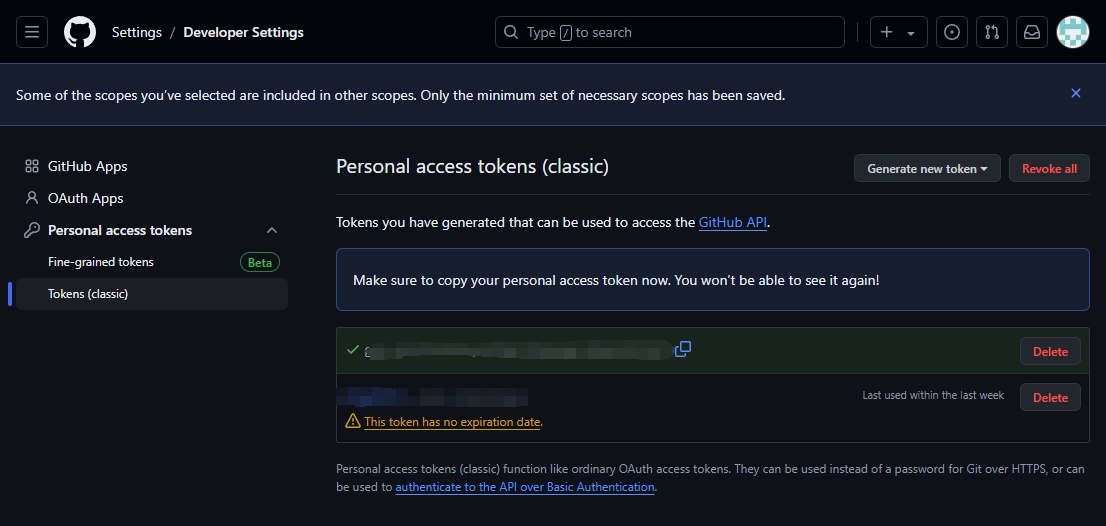 Settings / Developer Settings
Type / to search
Some of the scopes you've selected are included in other scopes. Only the minimum set of necessary scopes has been saved.
GitHub Apps
OAuth Apps
Personal access tokens
Fine-grained tokens Beta
Tokens (classic)
Personal access tokens (classic)
Generate new token
Revoke all
Tokens you have generated that can be used to access the GitHub API.
Make sure to copy your personal access token now. You won't be able to see it again!
Delete
Last used within the last week
Delete
This token has no expiration date.
Personal access tokens (classic) function like ordinary OAuth access tokens. They can be used instead of a password for Git over HTTPS, or can
be used to authenticate to the API over Basic Authentication.